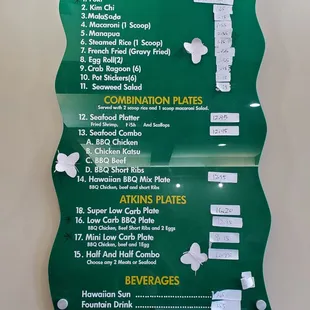 2. Kim Chi
3. MalaSada
4. Macaroni (1 Scoop)
5. Manapua
6. Steamed Rice (1 Scoop)
7. French Fried (Gravy Fried)
8. Egg Roll(2)
9. Crab Ragoon (6)
10. Pot Stickers(6)
11. Seaweed Salad
COMBINATION PLATES
Served with 2 scoop rice and 1 scoop macaroni Salad.
12. Seafood Platter
Fried Shrimp, Fish And Scallops
13. Seafood Combo
A. BBQ Chicken
B. Chicken Katsu
C. BBQ Beef
D. BBQ Short Ribs
14. Hawaiian BBQ Mix Plate
BBQ Chicken, Beef and short Ribs
ATKINS PLATES
18. Super Low Carb Plate
16. Low Carb BBQ Plate
BBQ Chicken, Beef Short Ribs and 2 Eggs
17. Mini Low Carb Plate
BBQ Chicken, beef and 1Egg
15. Half And Half Combo
Choose any 2 Meats or Seafood
BEVERAGES
Hawaiian Sun
Fountain Drink